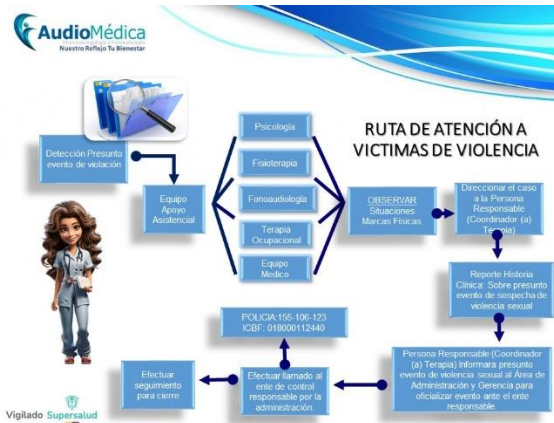 AudioMédica
Nuestro Reflejo Tu Bienestar
RUTA DE ATENCIÓN A
VICTIMAS DE VIOLENCIA
Detección Presunto
evento de violación
Equipo
Apoyo
Asistencial
Psicología
Fisioterapia
Fonoaudiología
Terapia
Ocupacional
Equipo
Medico
OBSERVAR
Situaciones
Marcas Físicas
Direccionar el caso
a la Persona
Responsable
(Coordinador (a)
Terapia)
Reporte Historia
Clínica: Sobre presunto
evento de sospecha de
violencia sexual
Persona Responsable (Coordinador
(a) Terapia) Informara presunto
evento de violencia sexual al Área de
Administración y Gerencia para
oficializar evento ante el ente
responsable.
POLICIA:155-106-123
ICBF: 018000112440
Efectuar llamado al
ente de control
responsable por la
administración.
Efectuar
seguimiento
para cierre
Vigilado Supersalud